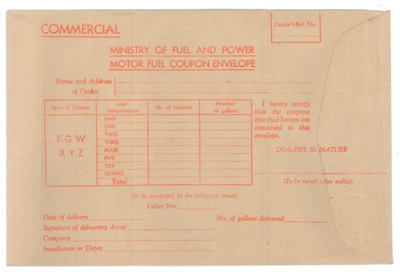 COMMERCIAL
Dealer's Ref. No.
MINISTRY OF FUEL AND POWER
MOTOR FUEL COUPON ENVELOPE
Name and Address
of Dealer
Type of Coupon
Unit Denomination
No. of coupons
Number of gallons
F G W
X Y Z
HALF
ONE
TWO
THREE
FOUR
FIVE
TEN
OTHERS
Total
I hereby certify
that the coupons
specified hereon are
contained in this
envelope.
DEALER'S SIGNATURE
(To be signed after sealing)
(To be completed by the delivering driver)
Ticket No.
Date of delivery
No. of gallons delivered
Signature of delivering driver
Company
Installation or Depot